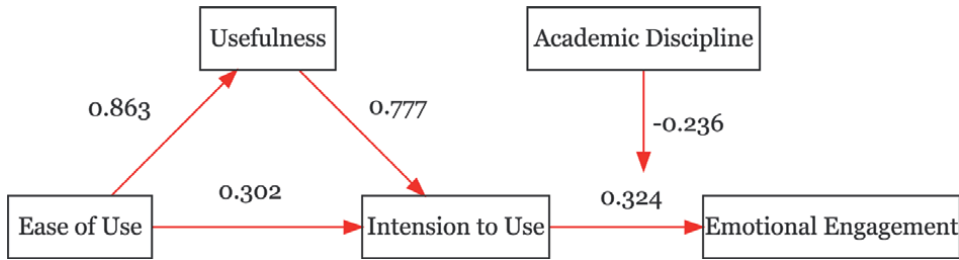 Usefulness
Academic Discipline
0.863
0.777
-0.236
0.302
0.324
Ease of Use
Intension to Use
Emotional Engagement